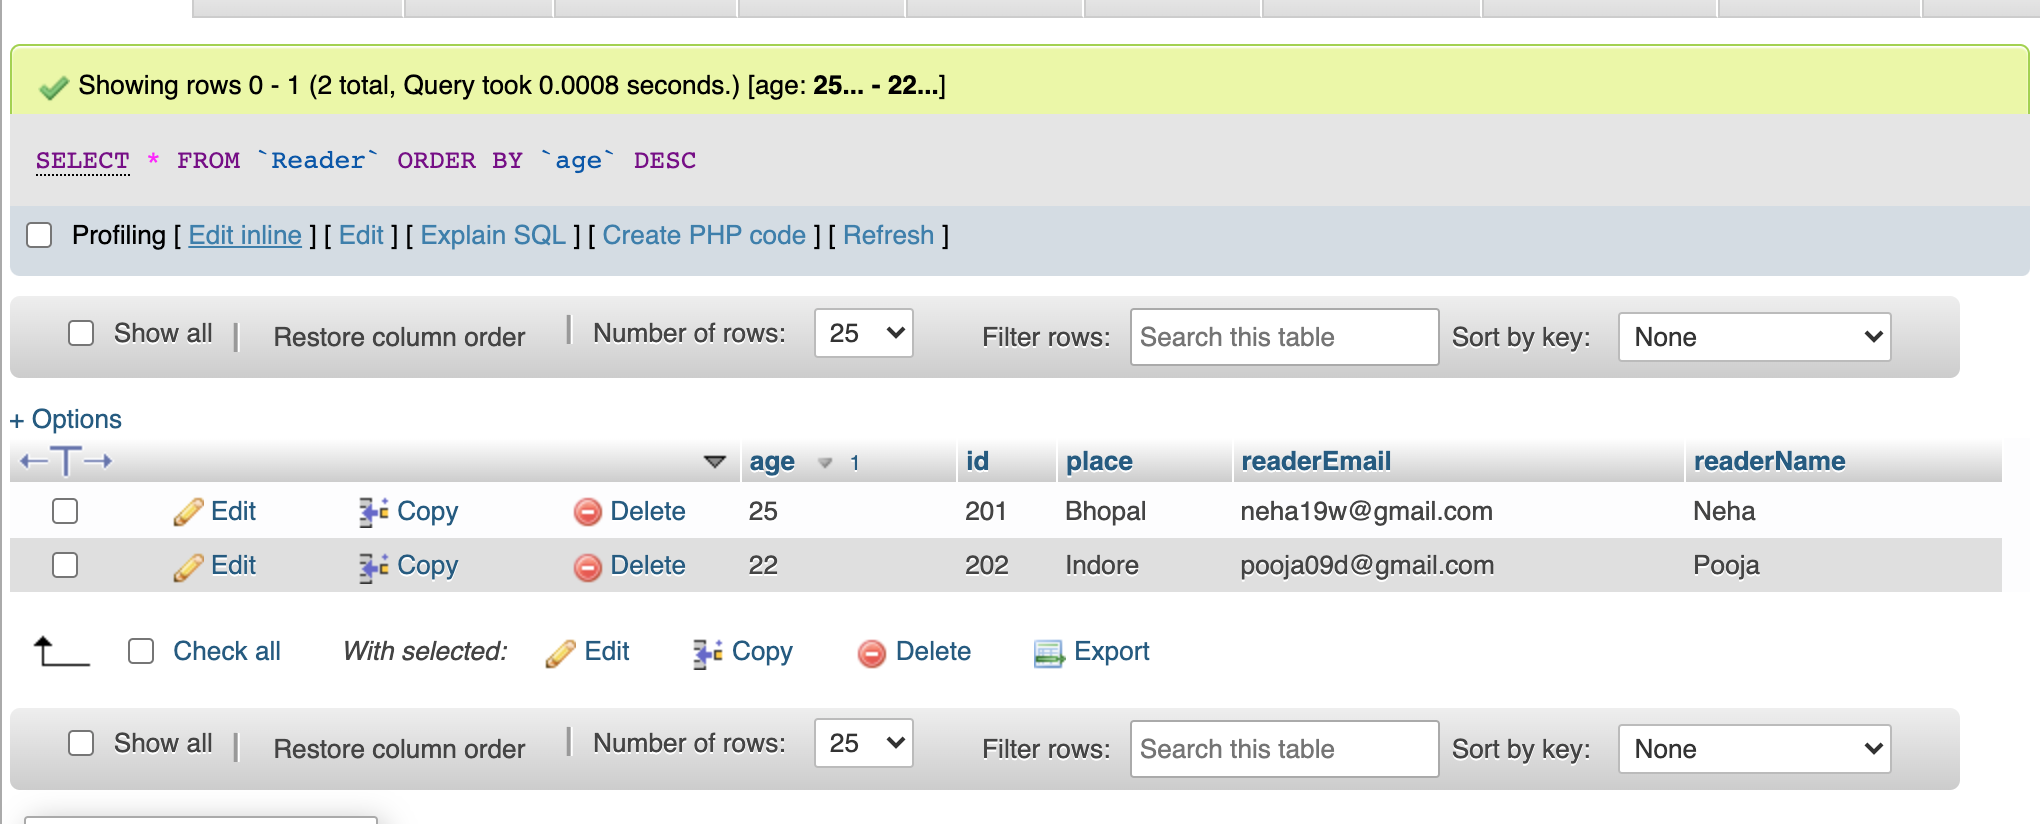 Showing rows 0 - 1 (2 total, Query took 0.0008 seconds.) [age: 25... - 22...]
SELECT * FROM `Reader` ORDER BY `age` DESC
Profiling [ Edit inline ] [ Edit ] [ Explain SQL ] [ Create PHP code ] [ Refresh ]
Show all | Restore column order | Number of rows: 25 Filter rows: Search this table Sort by key: None
+ Options
←T→ age 1 id place readerEmail readerName
Edit Copy Delete 25 201 Bhopal neha19w@gmail.com Neha
Edit Copy Delete 22 202 Indore pooja09d@gmail.com Pooja
Check all With selected: Edit Copy Delete Export
Show all | Restore column order | Number of rows: 25 Filter rows: Search this table Sort by key: None